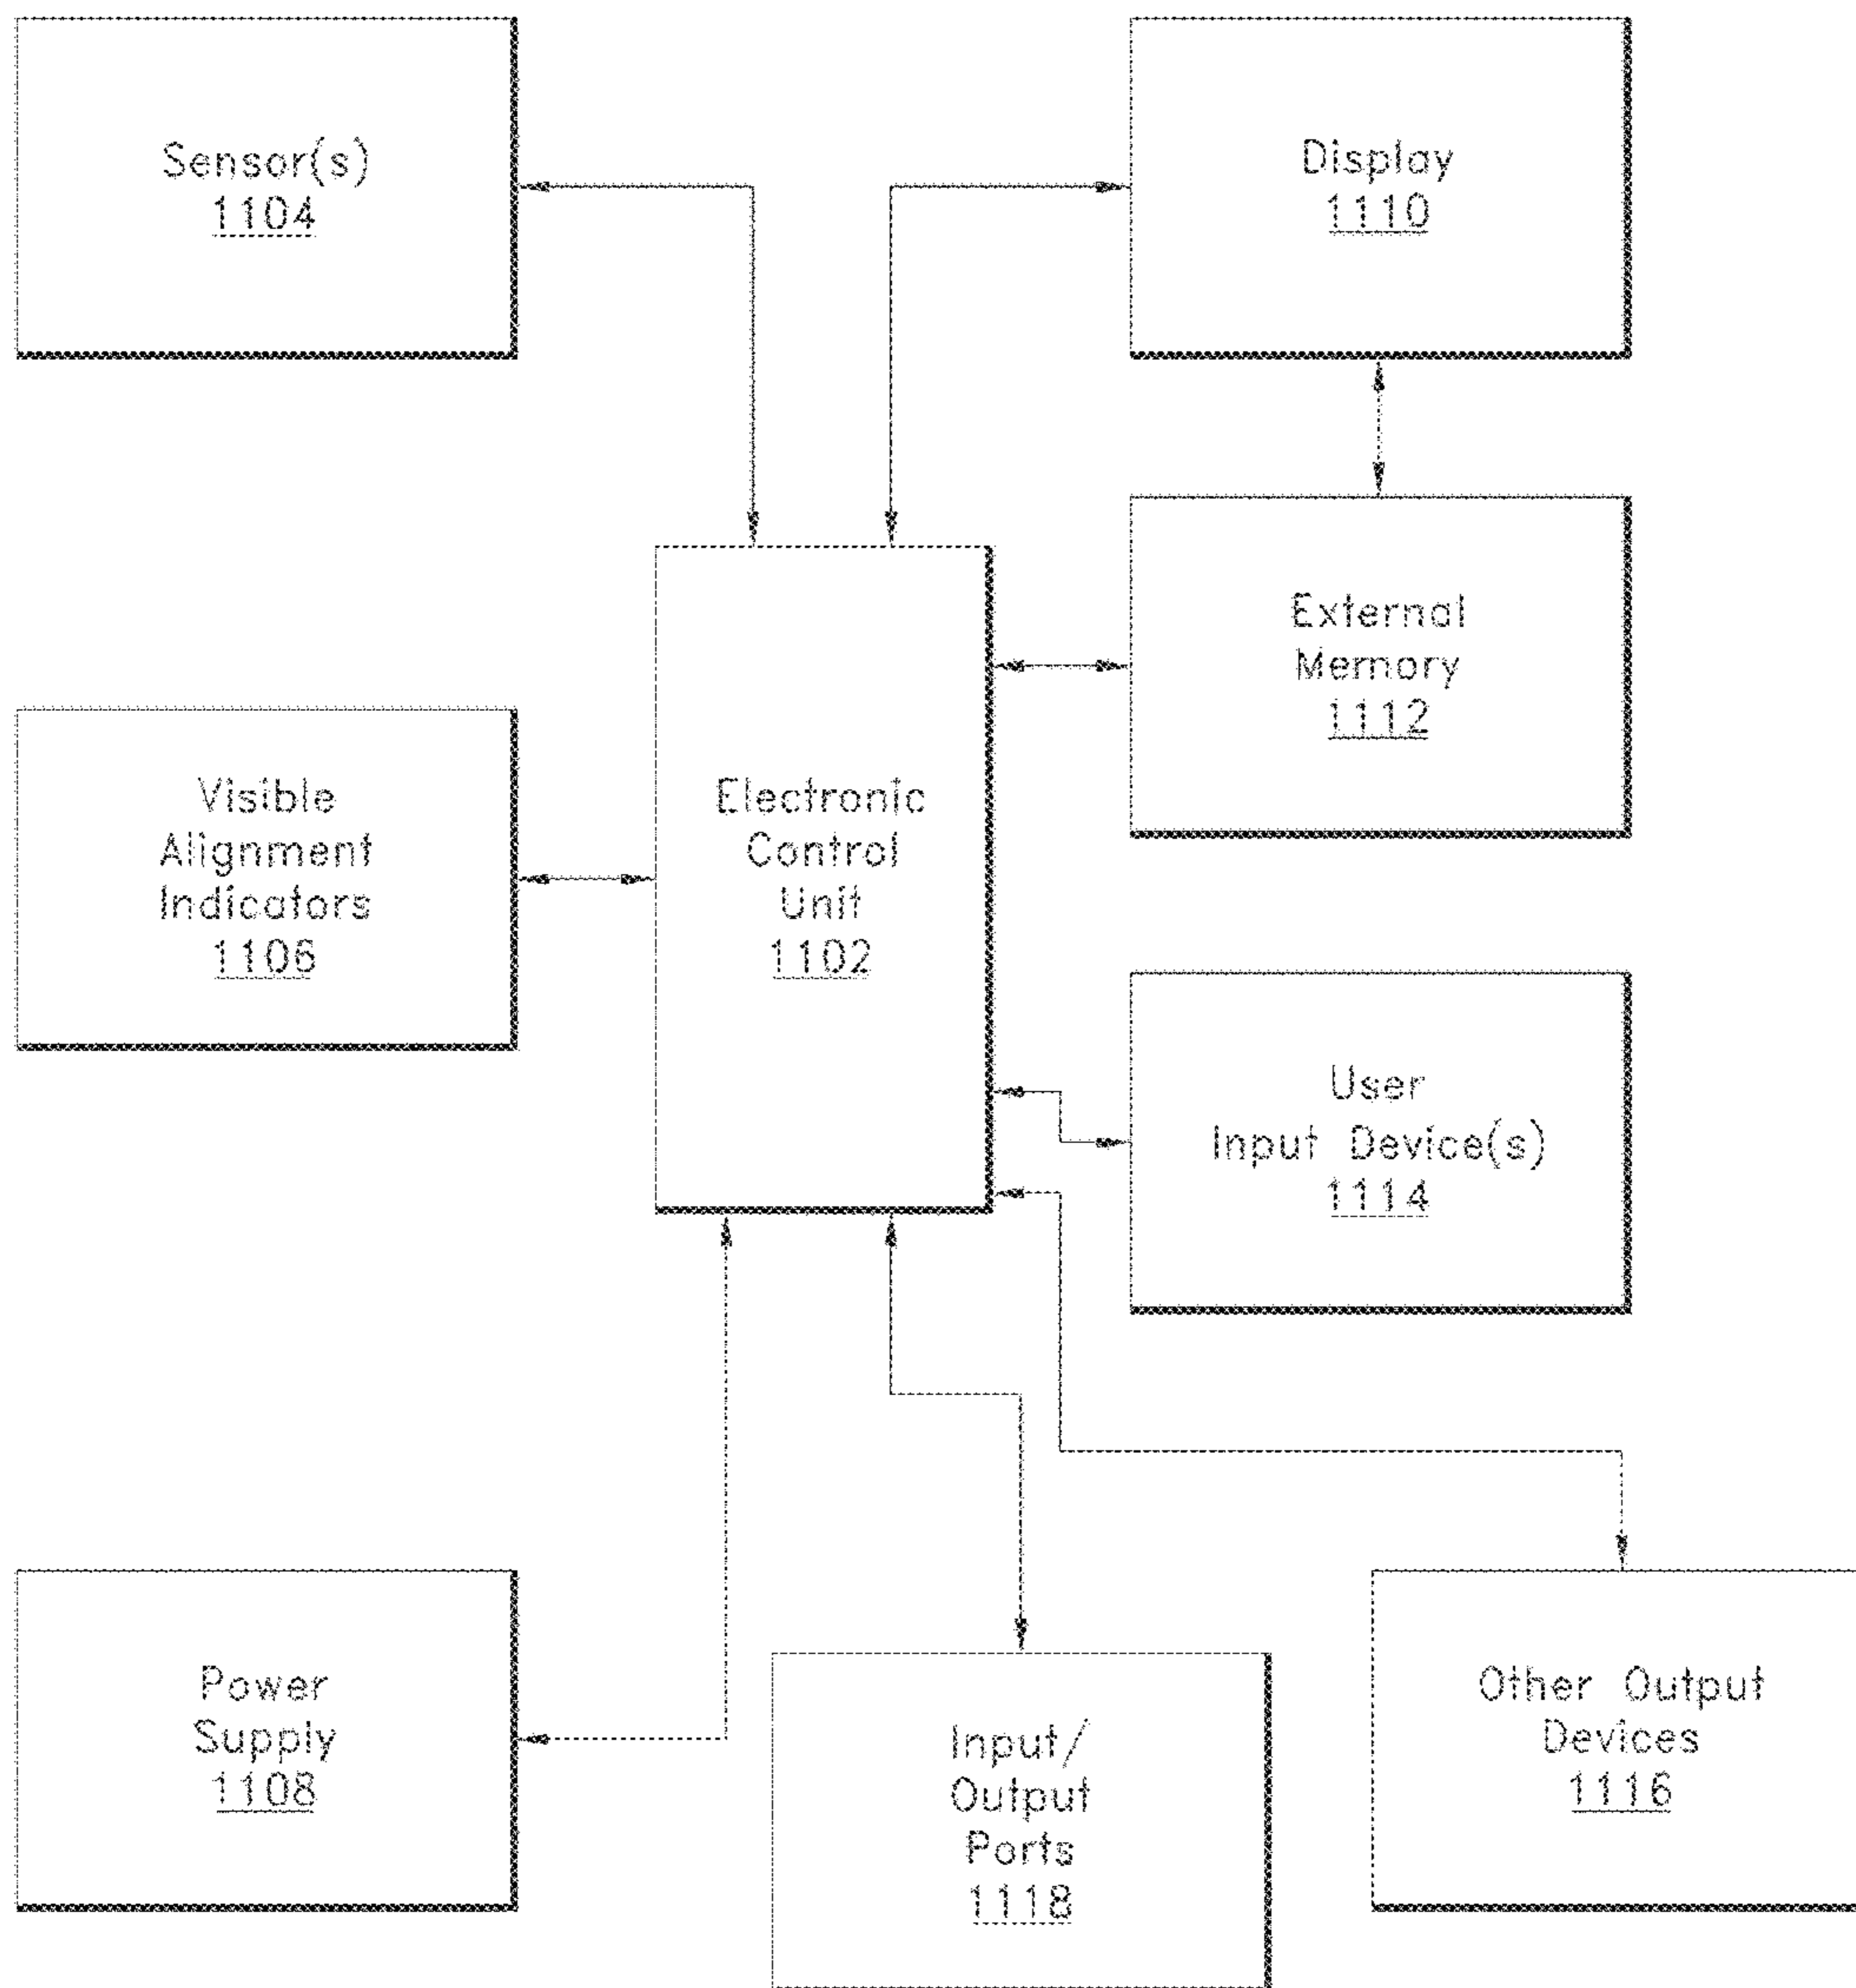 Sensor(s)
1104
Display
1110
External
Memory
1112
Visible
Alignment
Indicators
1106
Electronic
Control
Unit
1102
User
Input Device(s)
1114
Power
Supply
1108
Input/
Output
Ports
1118
Other Output
Devices
1116